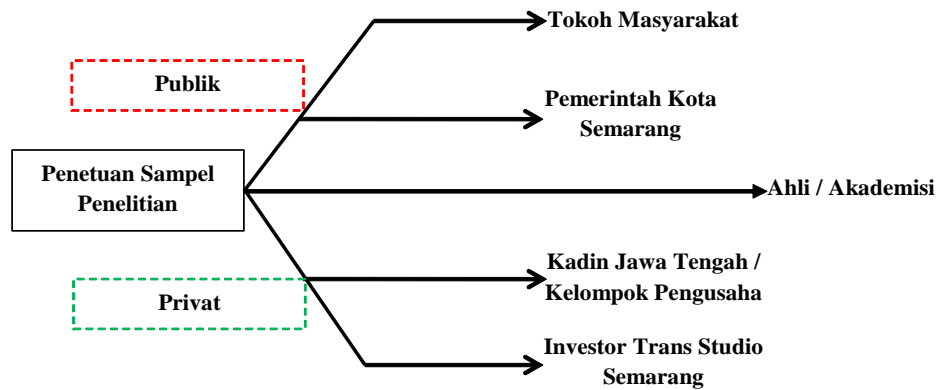 Tokoh Masyarakat
Publik
Pemerintah Kota
Semarang
Penetuan Sampel
Penelitian
Ahli / Akademisi
Kadin Jawa Tengah /
Kelompok Pengusaha
Privat
Investor Trans Studio
Semarang